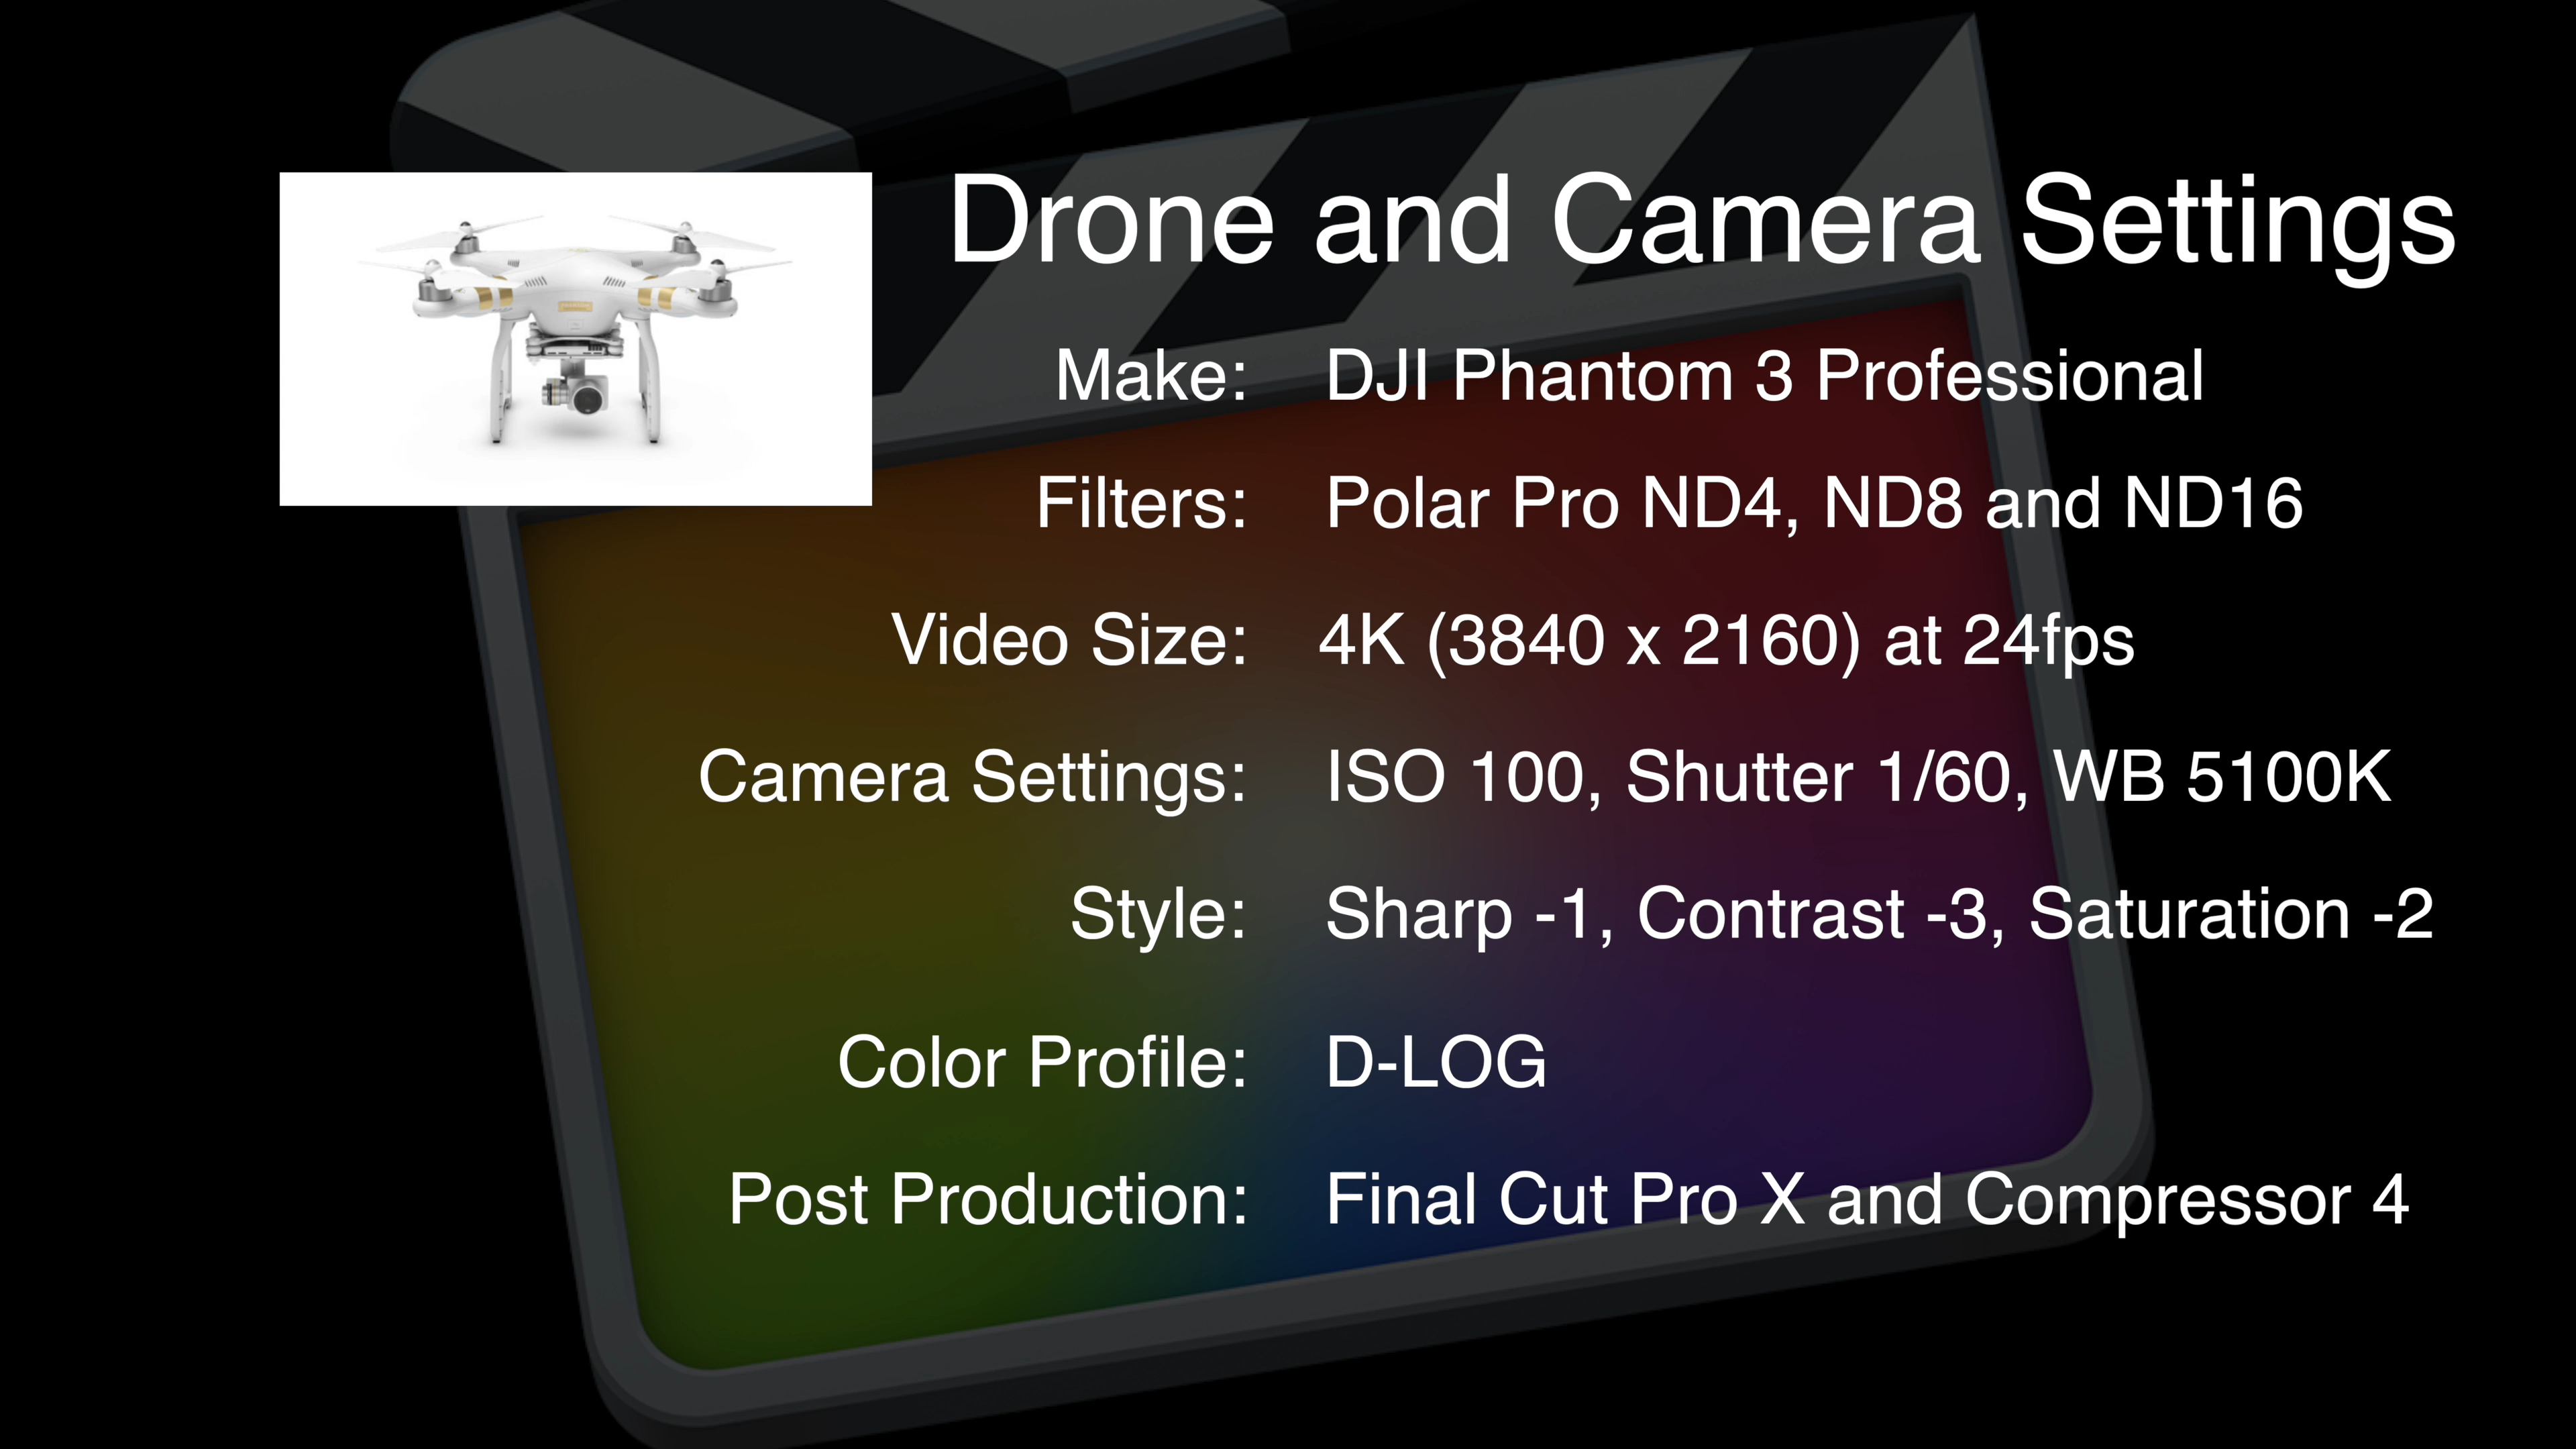 Drone and Camera Settings
Make: DJI Phantom 3 Professional
Filters: Polar Pro ND4, ND8 and ND16
Video Size: 4K (3840 x 2160) at 24fps
Camera Settings: ISO 100, Shutter 1/60, WB 5100K
Style: Sharp -1, Contrast -3, Saturation -2
Color Profile: D-LOG
Post Production: Final Cut Pro X and Compressor 4